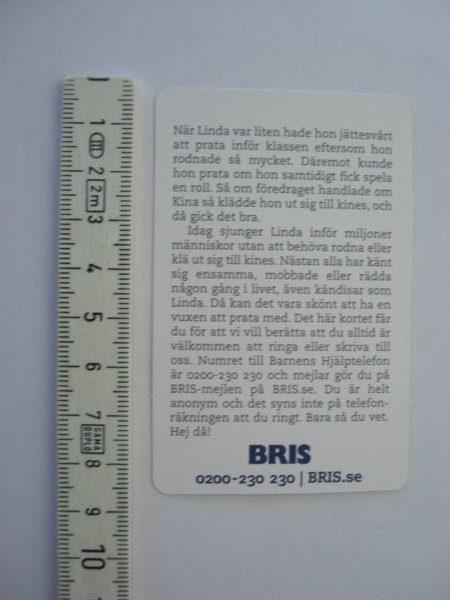 När Linda var liten hade hon jättesvårt
att prata inför klassen eftersom hon
rodnade så mycket. Däremot kunde
hon prata om hon samtidigt fick spela
en roll. Så om föredraget handlade om
Kina så klädde hon ut sig till kines, och
då gick det bra.
Idag sjunger Linda inför miljoner
människor utan att behöva rodna eller
klä ut sig till kines. Nästan alla har känt
sig ensamma, mobbade eller rädda
någon gång i livet, även kändisar som
Linda. Då kan det vara skönt att ha en
vuxen att prata med. Det här kortet får
du för att vi vill berätta att du alltid är
välkommen att ringa eller skriva till
oss. Numret till Barnens Hjälptelefon
är 0200-230 230 och mejlar gör du på
BRIS-mejlen på BRIS.se. Du är helt
anonym och det syns inte på telefon-
räkningen att du ringt. Bara så du vet.
Hej då!
BRIS
0200-230 230 | BRIS.se
1
2
2m
3
4
5
6
7
GAMA
DUPLO
8
9
10